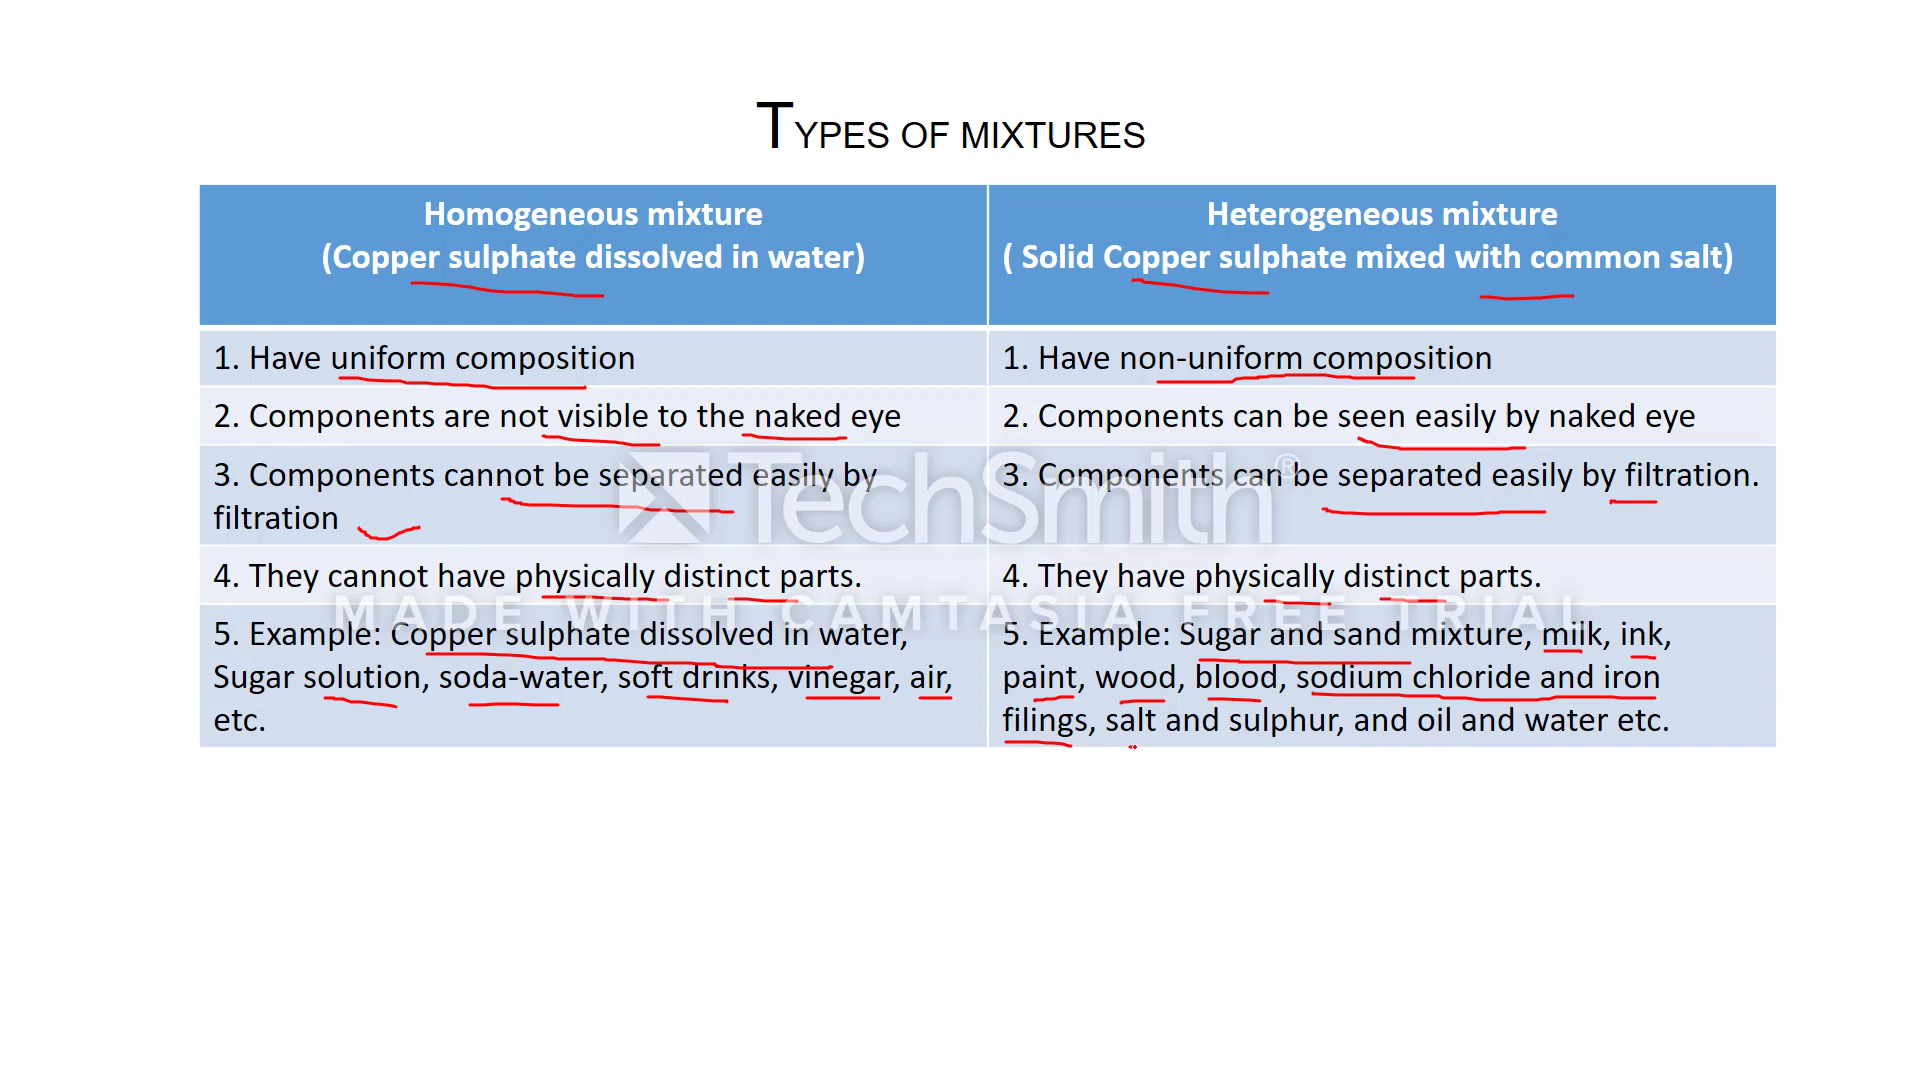 TYPES OF MIXTURES
Homogeneous mixture
(Copper sulphate dissolved in water)
Heterogeneous mixture
( Solid Copper sulphate mixed with common salt)
1. Have uniform composition
1. Have non-uniform composition
2. Components are not visible to the naked eye
2. Components can be seen easily by naked eye
3. Components cannot be separated easily by
filtration
3. Components can be separated easily by filtration.
4. They cannot have physically distinct parts.
4. They have physically distinct parts.
5. Example: Copper sulphate dissolved in water,
Sugar solution, soda-water, soft drinks, vinegar, air,
etc.
5. Example: Sugar and sand mixture, milk, ink,
paint, wood, blood, sodium chloride and iron
filings, salt and sulphur, and oil and water etc.
TechSmith®
MADE WITH CAMTASIA FREE TRIAL